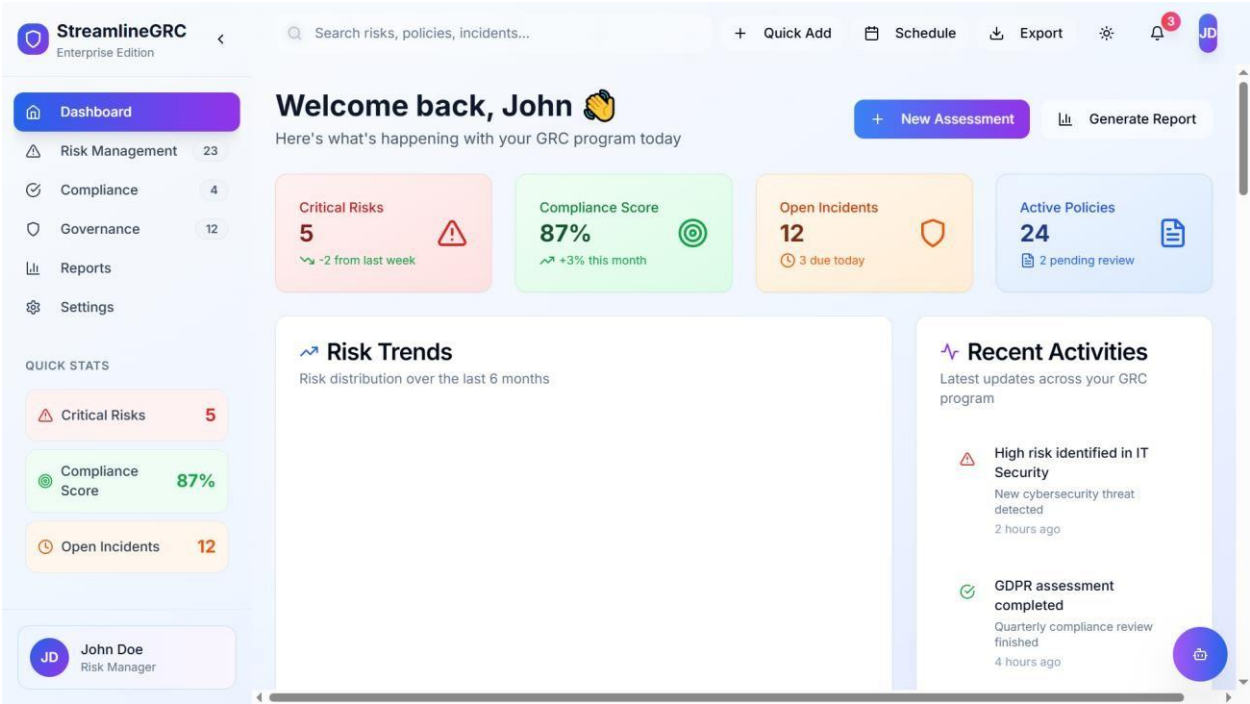 StreamlineGRC
Enterprise Edition
Search risks, policies, incidents...
Quick Add
Schedule
Export
3
JD
Dashboard
Risk Management 23
Compliance 4
Governance 12
Reports
Settings
QUICK STATS
Critical Risks 5
Compliance
Score
87%
Open Incidents 12
JD
John Doe
Risk Manager
Welcome back, John 👋
Here's what's happening with your GRC program today
New Assessment
Generate Report
Critical Risks
5
-2 from last week
Compliance Score
87%
+3% this month
Open Incidents
12
3 due today
Active Policies
24
2 pending review
Risk Trends
Risk distribution over the last 6 months
Recent Activities
Latest updates across your GRC
program
High risk identified in IT
Security
New cybersecurity threat
detected
2 hours ago
GDPR assessment
completed
Quarterly compliance review
finished
4 hours ago